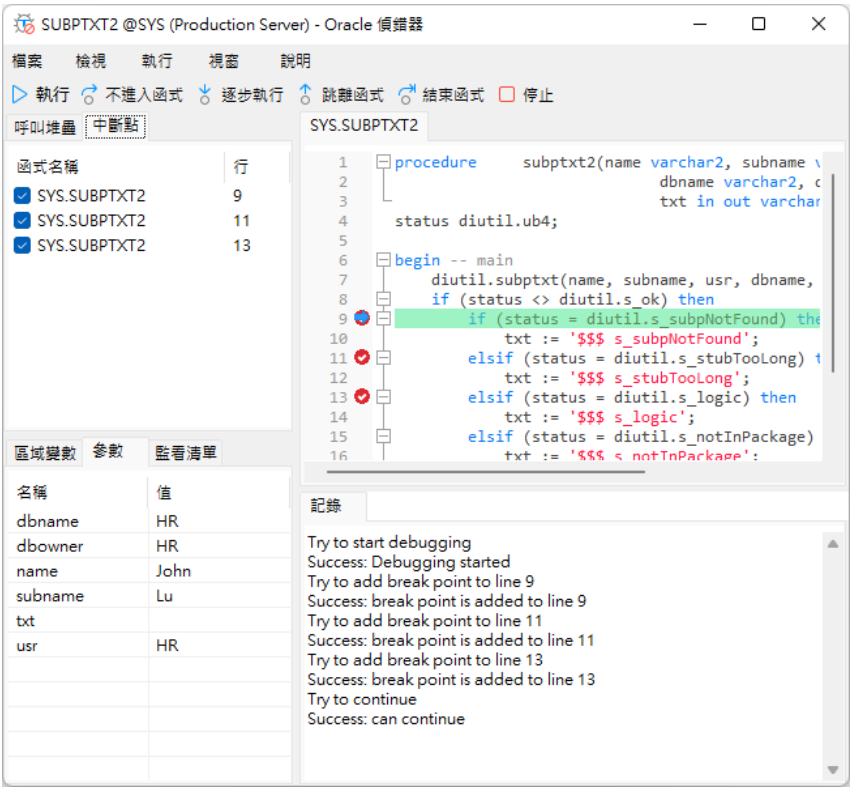 SUBPTXT2 @SYS (Production Server) - Oracle 偵錯器
檔案 檢視 執行 視窗 說明
執行 不進入函式 逐步執行 跳離函式 結束函式 停止
呼叫堆疊 中斷點
函式名稱 行
SYS.SUBPTXT2 9
SYS.SUBPTXT2 11
SYS.SUBPTXT2 13
SYS.SUBPTXT2
1 procedure subptxt2(name varchar2, subname v
2 dbname varchar2, c
3 txt in out varchar
4 status diutil.ub4;
5
6 begin -- main
7 diutil.subptxt(name, subname, usr, dbname,
8 if (status <> diutil.s_ok) then
9 if (status = diutil.s_subpNotFound) the
10 txt := '$$$ s_subpNotFound';
11 elsif (status = diutil.s_stubTooLong) t
12 txt := '$$$ s_stubTooLong';
13 elsif (status = diutil.s_logic) then
14 txt := '$$$ s_logic';
15 elsif (status = diutil.s_notInPackage)
16 txt := '$$$ s_notInPackage';
區域變數 參數 監看清單
名稱 值
dbname HR
dbowner HR
name John
subname Lu
txt
usr HR
記錄
Try to start debugging
Success: Debugging started
Try to add break point to line 9
Success: break point is added to line 9
Try to add break point to line 11
Success: break point is added to line 11
Try to add break point to line 13
Success: break point is added to line 13
Try to continue
Success: can continue